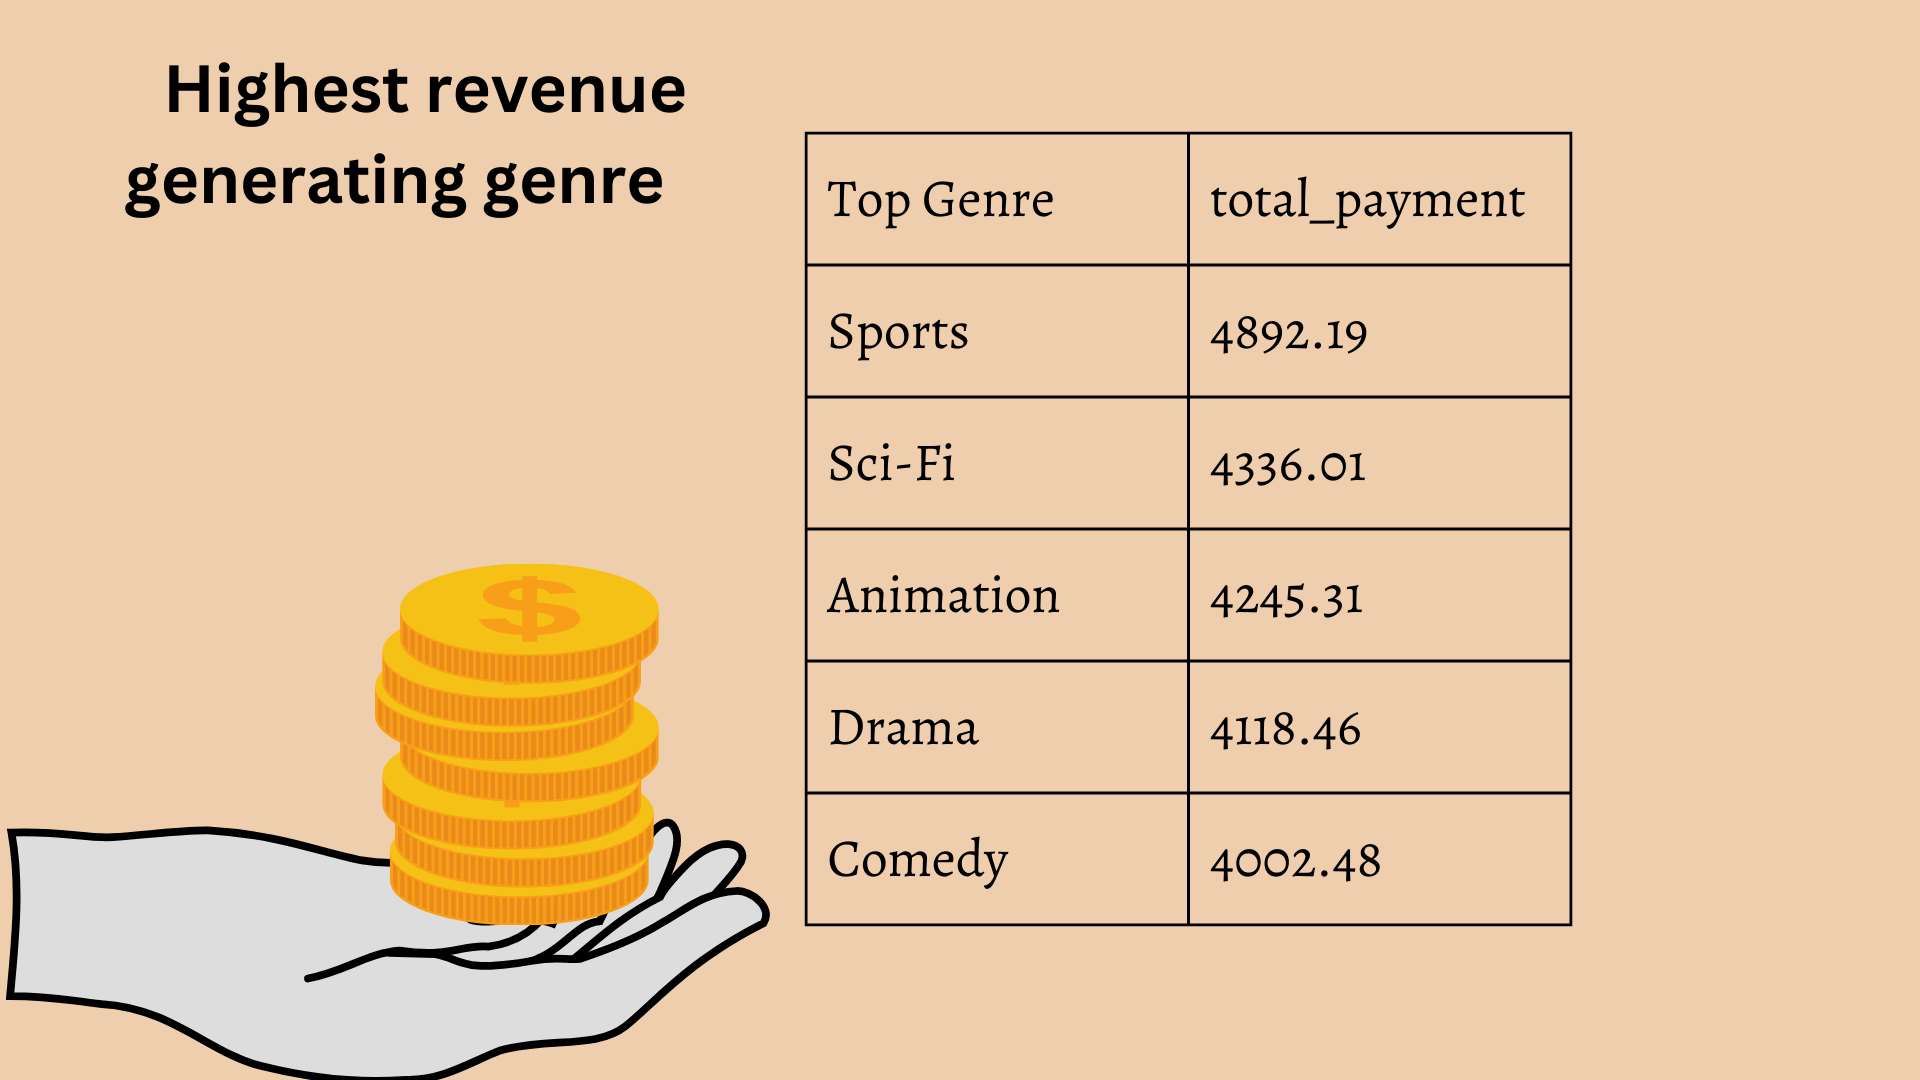 Highest revenue
generating genre
Top Genre total_payment
Sports 4892.19
Sci-Fi 4336.01
Animation 4245.31
Drama 4118.46
Comedy 4002.48
$